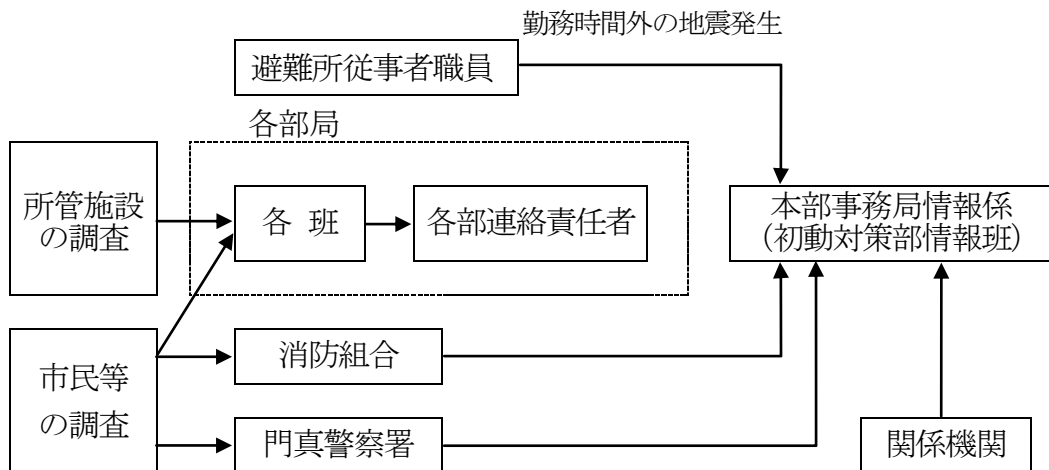 勤務時間外の地震発生
避難所従事者職員
各部局
所管施設
の調査
各 班
各部連絡責任者
本部事務局情報係
(初動対策部情報班)
市民等
の調査
消防組合
門真警察署
関係機関